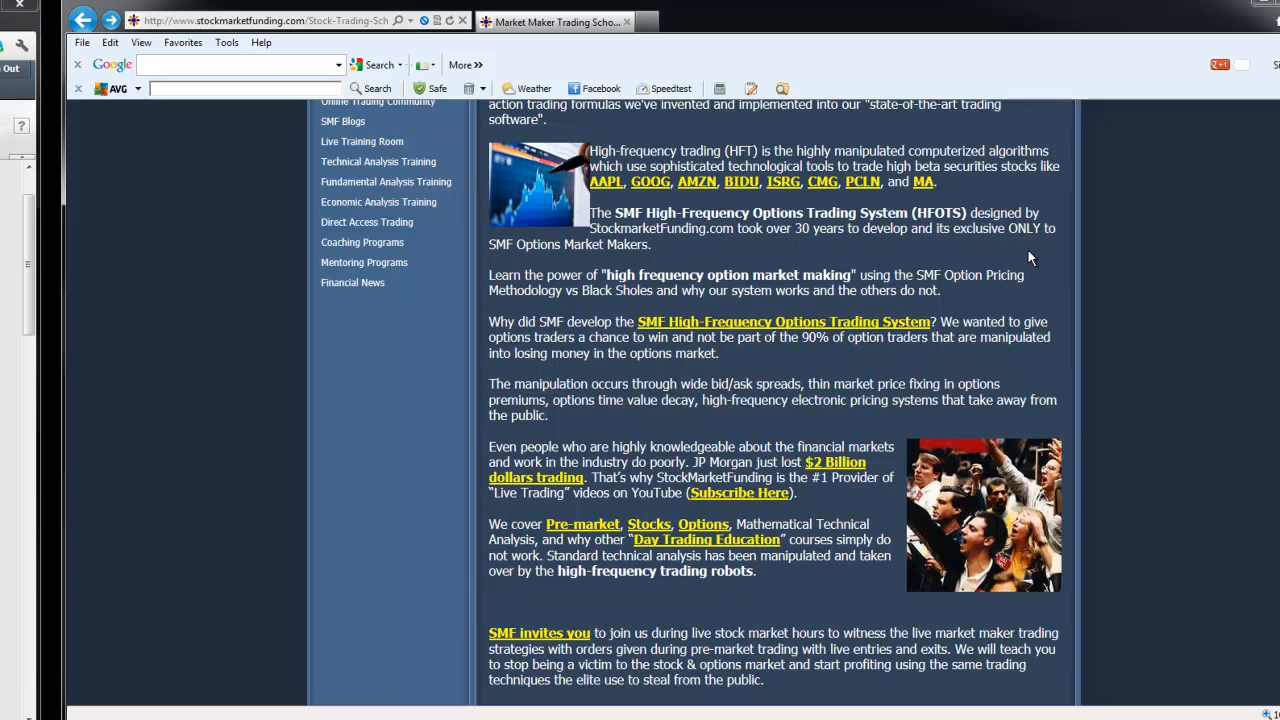 http://www.stockmarketfunding.com/Stock-Trading-Sch
Market Maker Trading Scho...
File Edit View Favorites Tools Help
Out
Google Search More »
+1
AVG Search Safe Weather Facebook Speedtest
Online Trading Community
SMF Blogs
Live Training Room
Technical Analysis Training
Fundamental Analysis Training
Economic Analysis Training
Direct Access Trading
Coaching Programs
Mentoring Programs
Financial News
action trading formulas we've invented and implemented into our "state-of-the-art trading
software".
High-frequency trading (HFT) is the highly manipulated computerized algorithms
which use sophisticated technological tools to trade high beta securities stocks like
AAPL, GOOG, AMZN, BIDU, ISRG, CMG, PCLN, and MA.
The SMF High-Frequency Options Trading System (HFOTS) designed by
StockmarketFunding.com took over 30 years to develop and its exclusive ONLY to
SMF Options Market Makers.
Learn the power of "high frequency option market making" using the SMF Option Pricing
Methodology vs Black Sholes and why our system works and the others do not.
Why did SMF develop the SMF High-Frequency Options Trading System? We wanted to give
options traders a chance to win and not be part of the 90% of option traders that are manipulated
into losing money in the options market.
The manipulation occurs through wide bid/ask spreads, thin market price fixing in options
premiums, options time value decay, high-frequency electronic pricing systems that take away from
the public.
Even people who are highly knowledgeable about the financial markets
and work in the industry do poorly. JP Morgan just lost $2 Billion
dollars trading. That's why StockMarketFunding is the #1 Provider of
"Live Trading" videos on YouTube (Subscribe Here).
We cover Pre-market, Stocks, Options, Mathematical Technical
Analysis, and why other "Day Trading Education" courses simply do
not work. Standard technical analysis has been manipulated and taken
over by the high-frequency trading robots.
SMF invites you to join us during live stock market hours to witness the live market maker trading
strategies with orders given during pre-market trading with live entries and exits. We will teach you
to stop being a victim to the stock & options market and start profiting using the same trading
techniques the elite use to steal from the public.